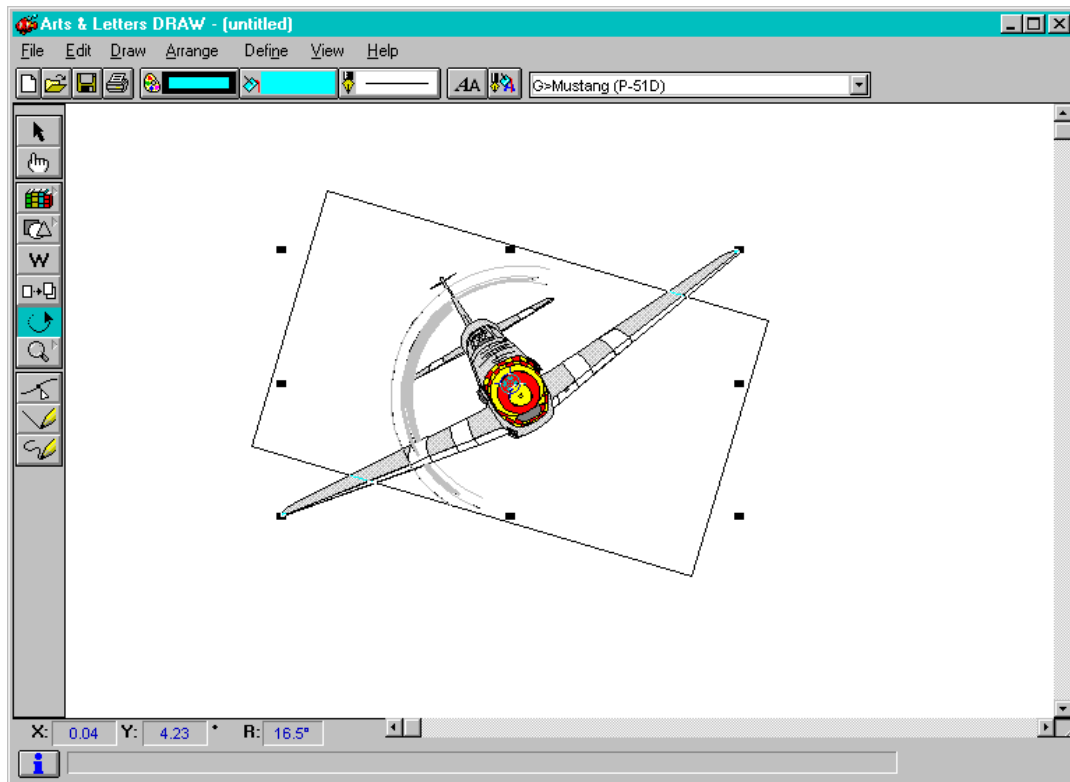 Arts & Letters DRAW - (untitled)
File Edit Draw Arrange Define View Help
AA G>Mustang (P-51D)
W
X: 0.04 Y: 4.23 " R: 16.5°
i